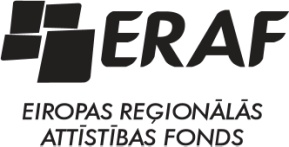 ERAF
EIROPAS REĢIONĀLĀS
ATTĪSTĪBAS FONDS